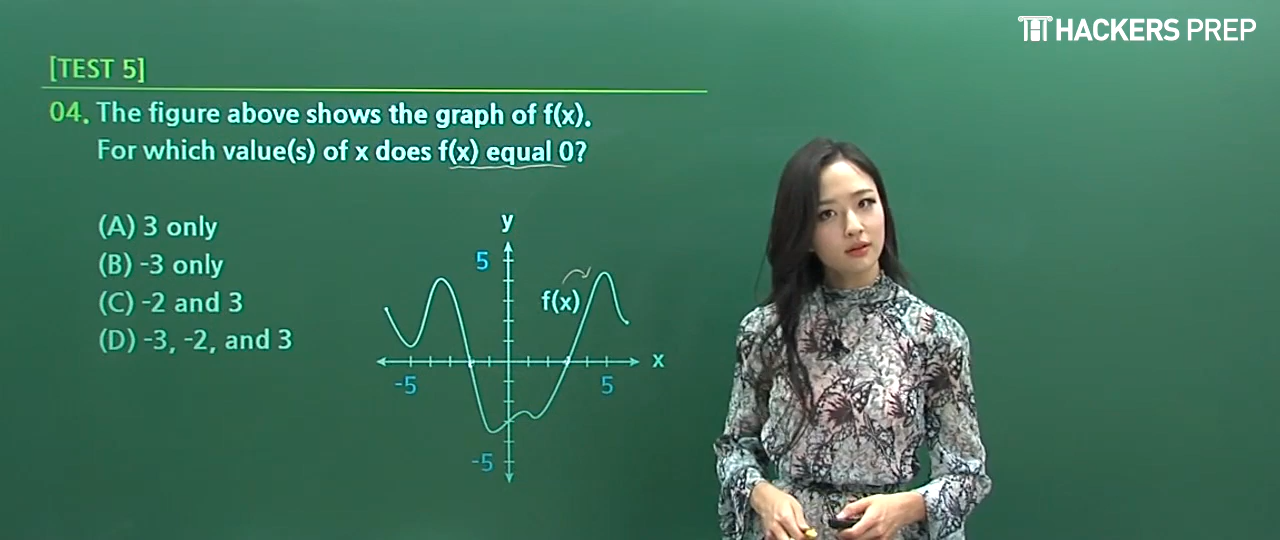 HACKERS PREP
[TEST 5]
04. The figure above shows the graph of f(x).
For which value(s) of x does f(x) equal 0?
(A) 3 only
(B) -3 only
(C) -2 and 3
(D) -3, -2, and 3
y
5
f(x)
x
-5
5
-5